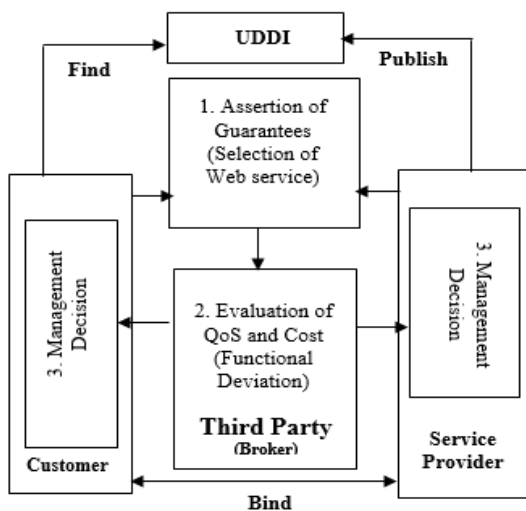 UDDI
Find
Publish
1. Assertion of
Guarantees
(Selection of
Web service)
3. Management
Decision
3. Management
Decision
2. Evaluation of
QoS and Cost
(Functional
Deviation)
Third Party
(Broker)
Customer
Service
Provider
Bind